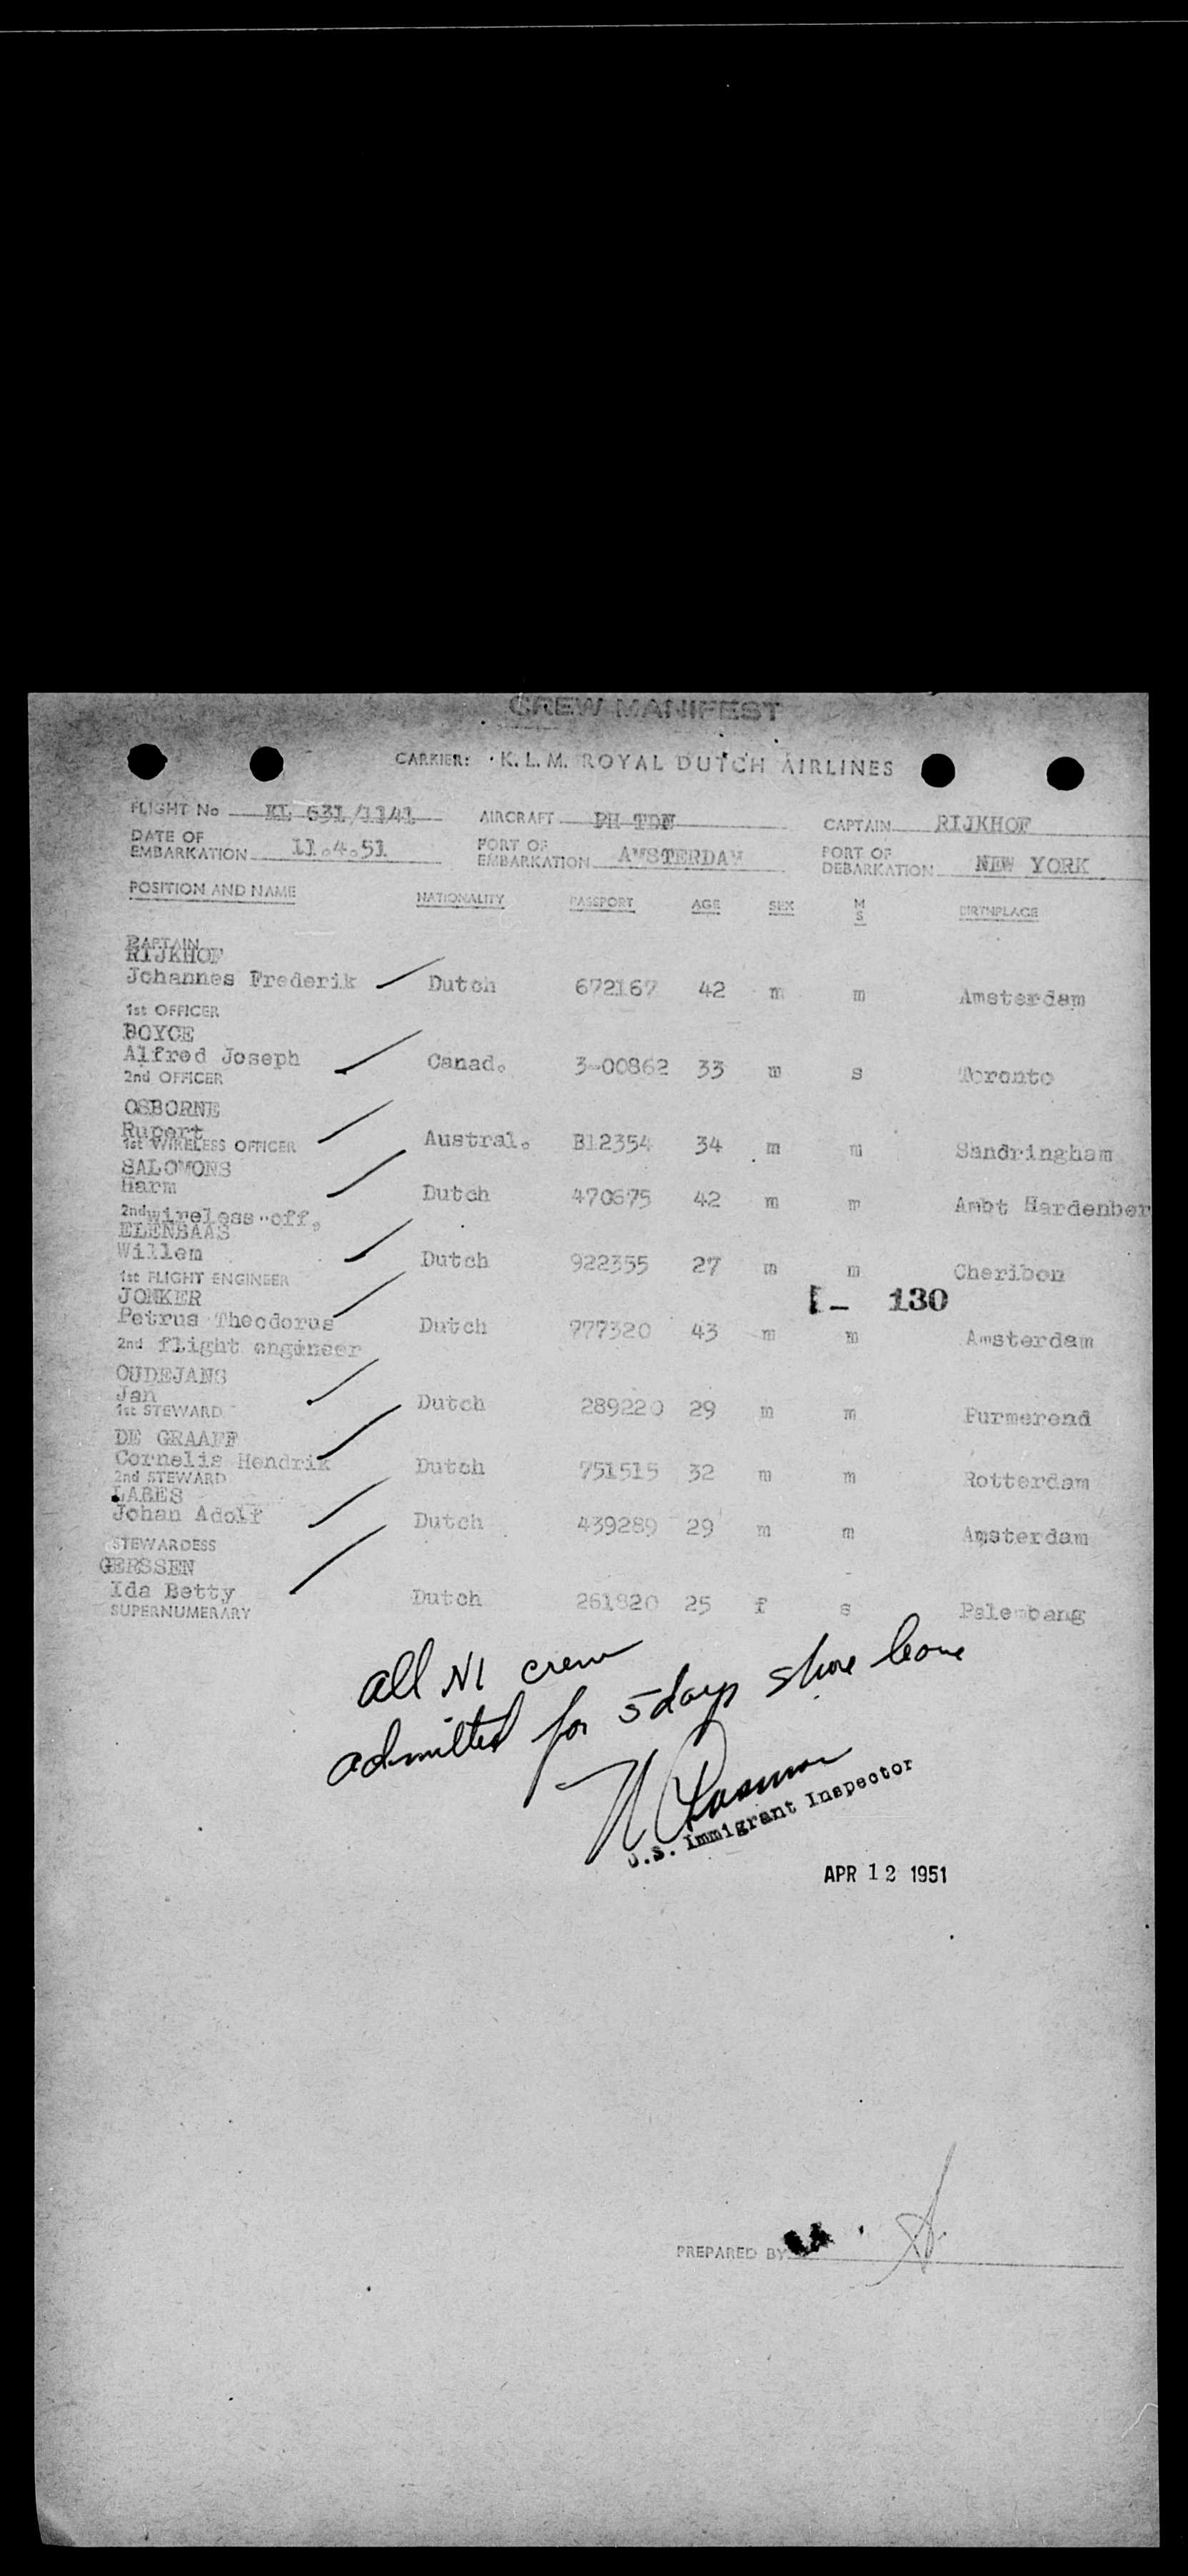 CREW MANIFEST
CARRIER: K. L. M. ROYAL DUTCH AIRLINES
FLIGHT No KL 631/1141 AIRCRAFT PH TDN CAPTAIN RIJKHOF
DATE OF EMBARKATION 11.4.51 PORT OF EMBARKATION AMSTERDAM PORT OF DEBARKATION NEW YORK
POSITION AND NAME NATIONALITY PASSPORT AGE SEX M S BIRTHPLACE
CAPTAIN
RIJKHOF
Johannes Frederik Dutch 672167 42 m m Amsterdam
1st OFFICER
BOYCE
Alfred Joseph Canad. 3-00862 33 m s Toronto
2nd OFFICER
OSBORNE
Rupert Austral. B12354 34 m m Sandringham
1st WIRELESS OFFICER
SALOMONS
Harm Dutch 470675 42 m m Ambt Hardenber
2nd wireless off.
ELENBAAS
Willem Dutch 922355 27 m m Cheribon
1st FLIGHT ENGINEER
I - 130
JONKER
Petrus Theodorus Dutch 777320 43 m m Amsterdam
2nd flight engineer
OUDEJANS
Jan Dutch 289220 29 m m Purmerend
1st STEWARD
DE GRAAFF
Cornelis Hendrik Dutch 751515 32 m m Rotterdam
2nd STEWARD
LABES
Johan Adolf Dutch 439289 29 m m Amsterdam
STEWARDESS
GERSSEN
Ida Betty Dutch 261820 25 f s Palembang
SUPERNUMERARY
all N1 crew
admitted for 5 days shore leave
U.S. Immigrant Inspector
APR 12 1951
PREPARED BY